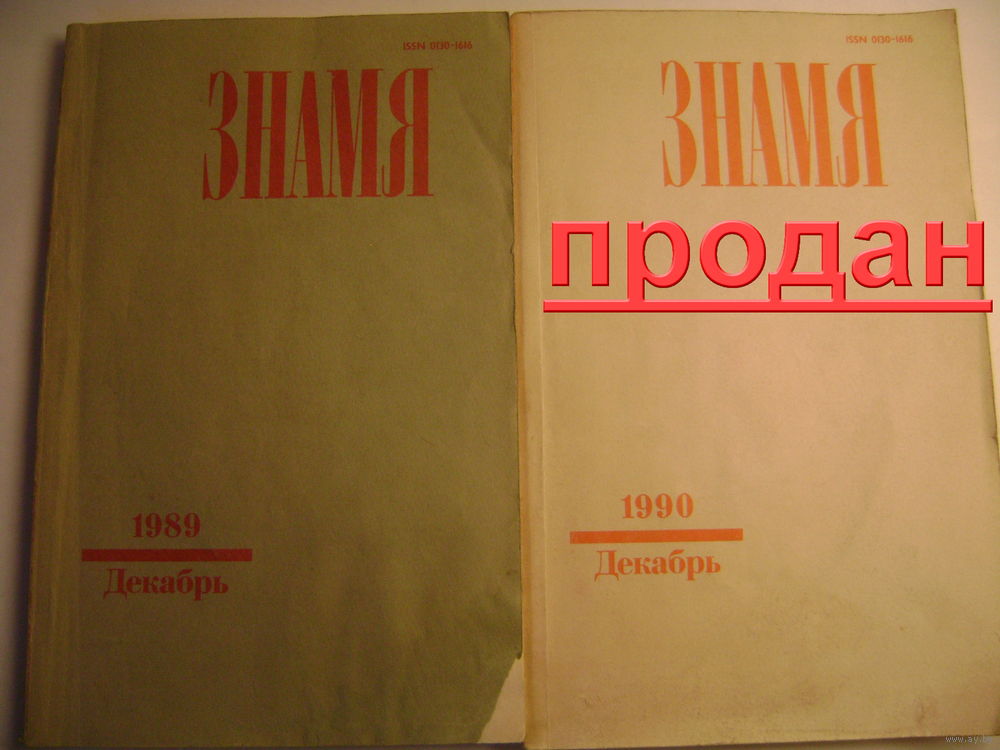 ISSN 0130-1616
ЗНАМЯ
1989
Декабрь
ISSN 0130-1616
ЗНАМЯ
продан
1990
Декабрь